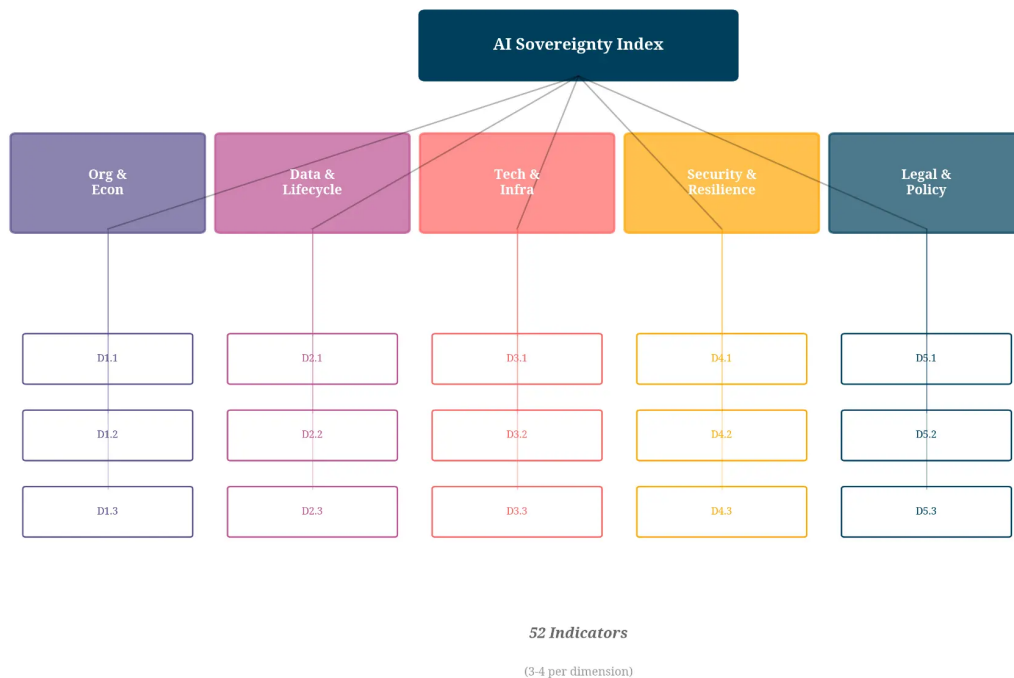 AI Sovereignty Index
Org &
Econ
Data &
Lifecycle
Tech &
Infra
Security &
Resilience
Legal &
Policy
D1.1
D2.1
D3.1
D4.1
D5.1
D1.2
D2.2
D3.2
D4.2
D5.2
D1.3
D2.3
D3.3
D4.3
D5.3
52 Indicators
(3-4 per dimension)